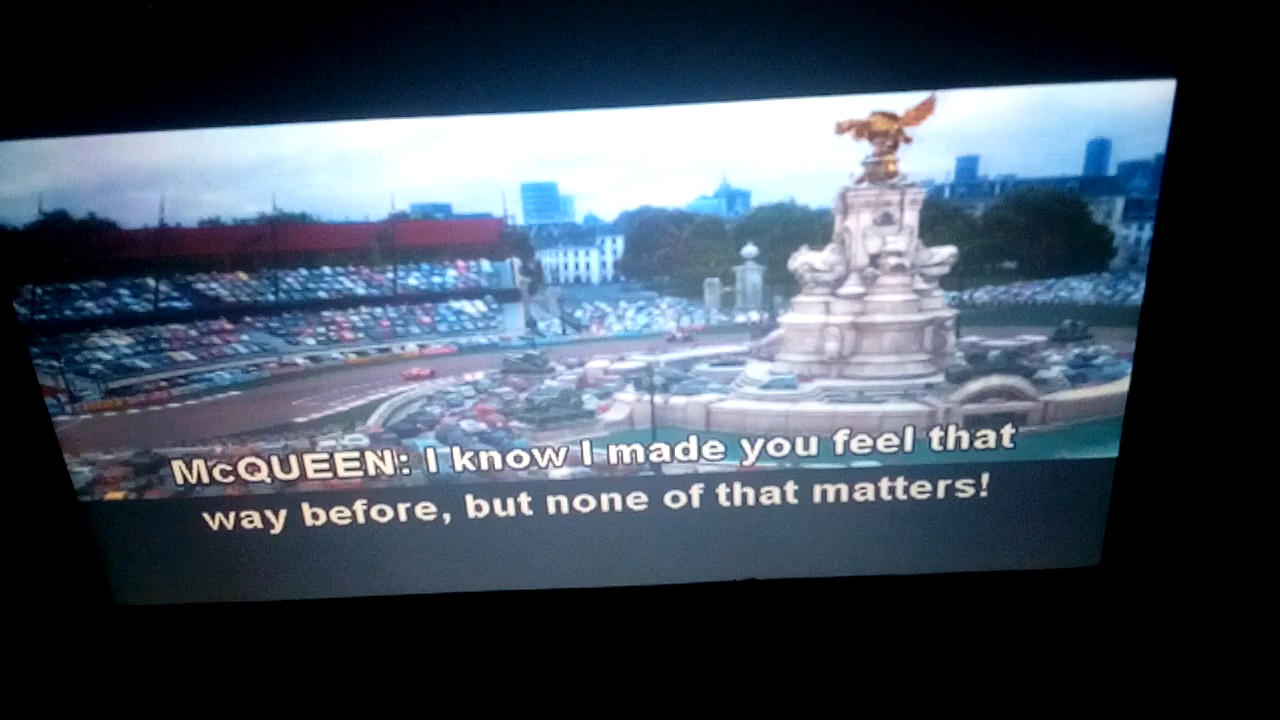 McQUEEN: I know I made you feel that
way before, but none of that matters!